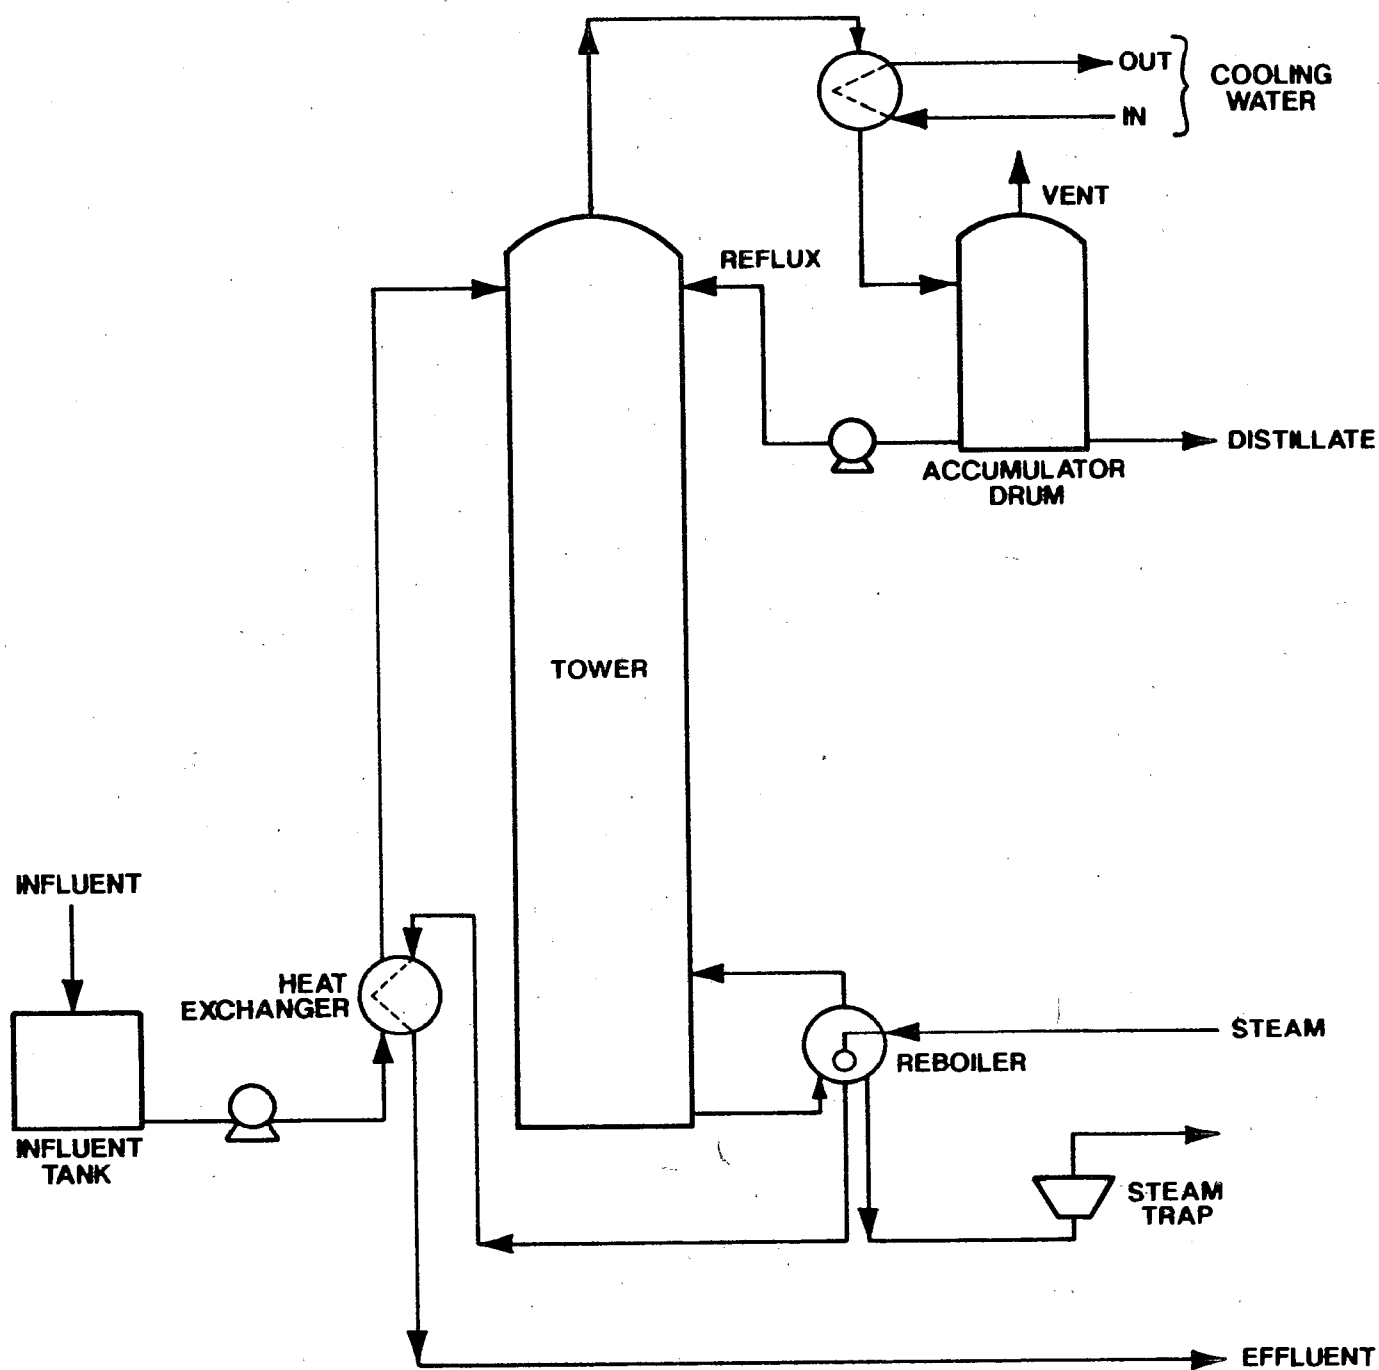 OUT
COOLING
WATER
IN
VENT
REFLUX
DISTILLATE
ACCUMULATOR
DRUM
TOWER
INFLUENT
HEAT
EXCHANGER
STEAM
REBOILER
INFLUENT
TANK
STEAM
TRAP
EFFLUENT